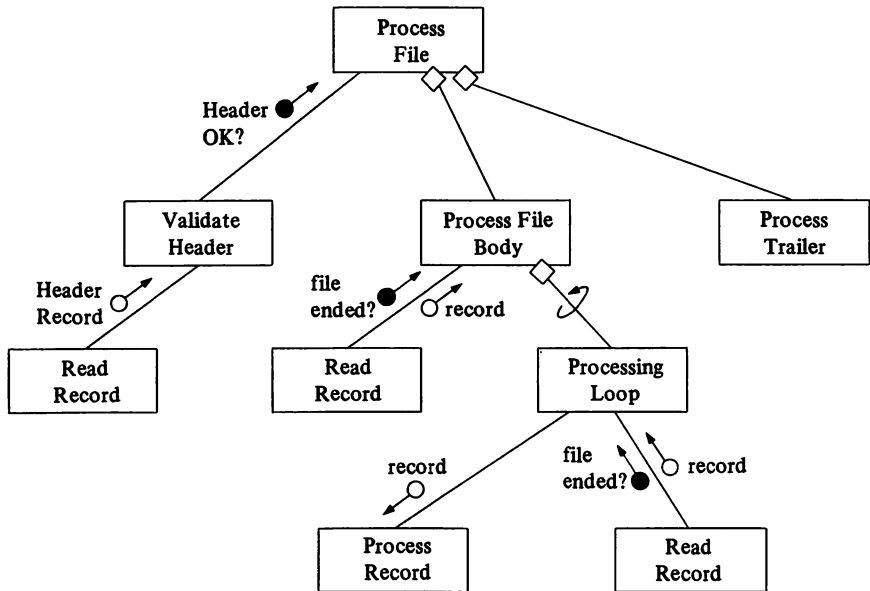 Process
File
Header
OK?
Validate
Header
Process File
Body
Process
Trailer
Header
Record
file
ended?
record
Read
Record
Read
Record
Processing
Loop
record
file
ended?
record
Process
Record
Read
Record